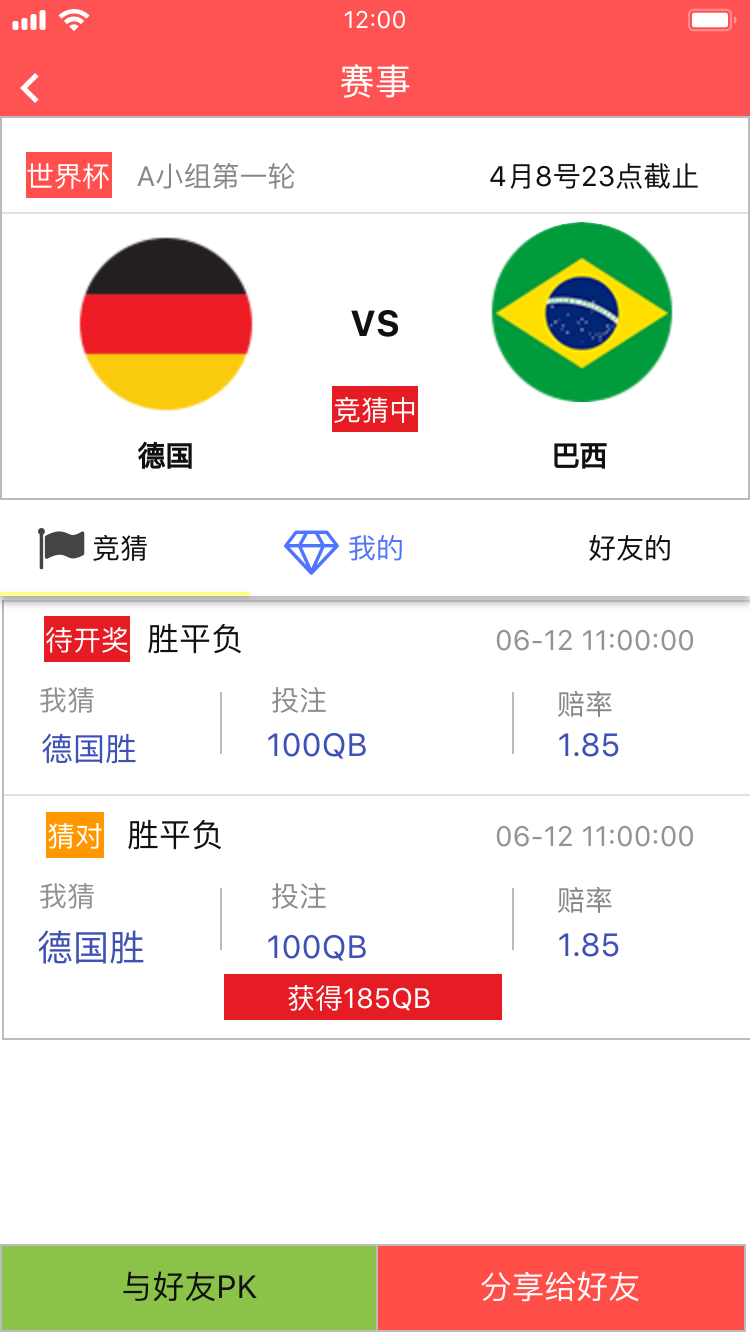 12:00
赛事
世界杯 A小组第一轮 4月8号23点截止
VS
竞猜中
德国 巴西
竞猜 我的 好友的
待开奖 胜平负 06-12 11:00:00
我猜 投注 赔率
德国胜 100QB 1.85
猜对 胜平负 06-12 11:00:00
我猜 投注 赔率
德国胜 100QB 1.85
获得185QB
与好友PK 分享给好友